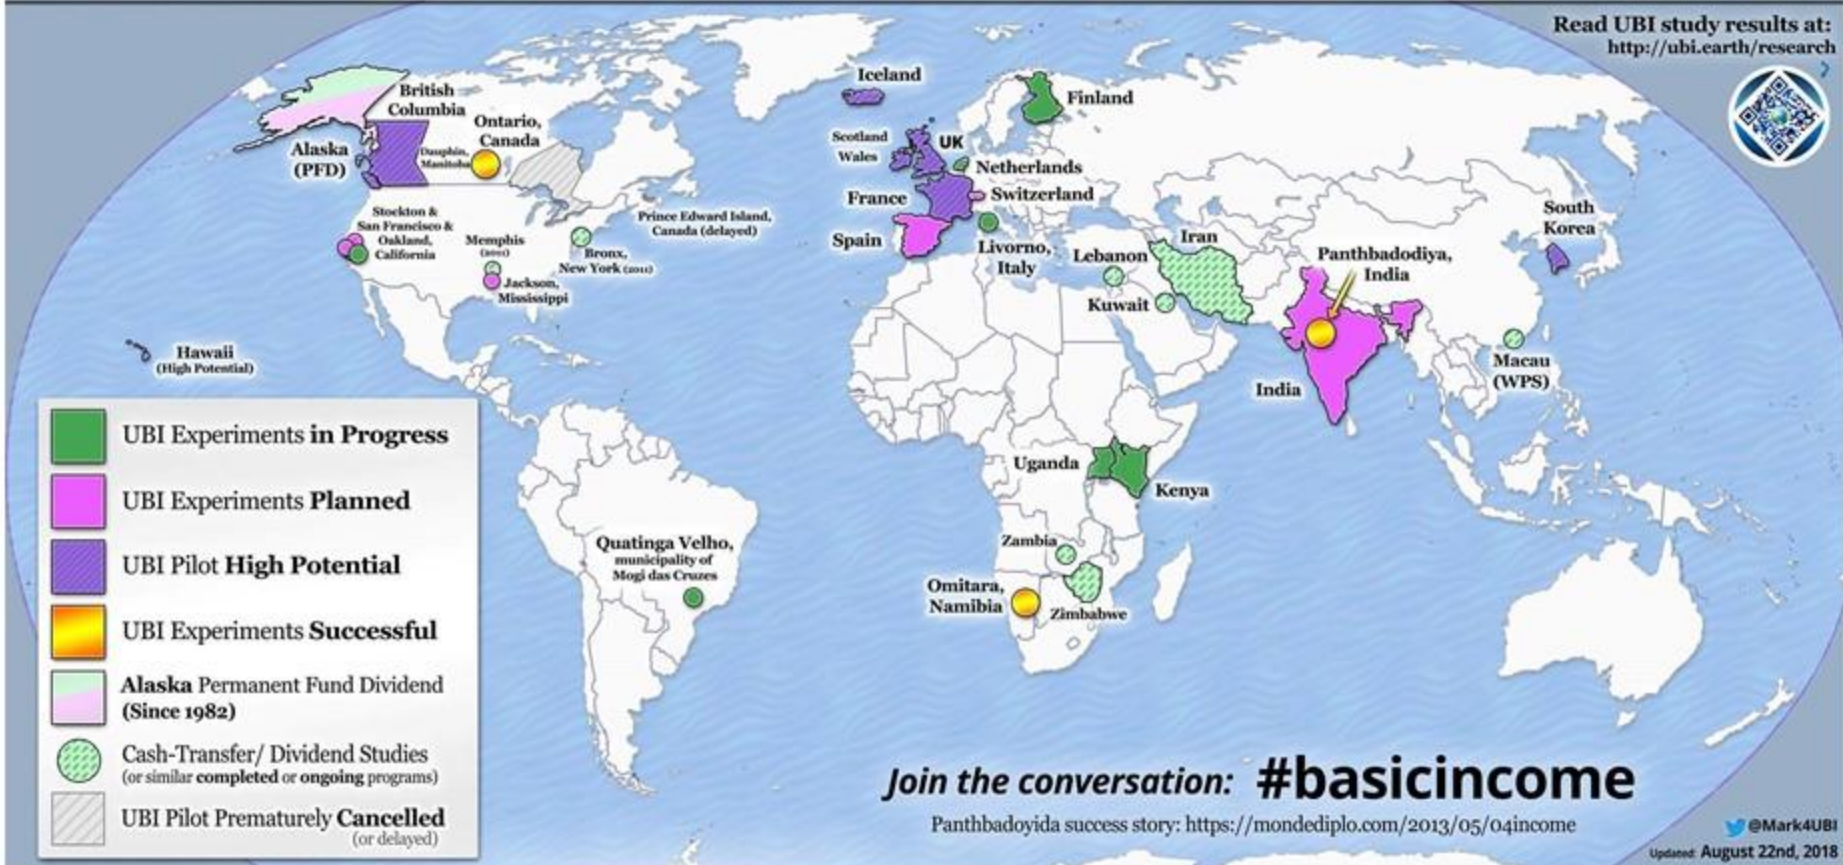 Read UBI study results at:
http://ubi.earth/research
Iceland
Finland
British
Columbia
Ontario,
Canada
Alaska
(PFD)
Dauphin,
Manitoba
Scotland
Wales
UK
Netherlands
France
Switzerland
Spain
Livorno,
Italy
Stockton &
San Francisco &
Oakland,
California
Memphis
(2011)
Jackson,
Mississippi
Bronx,
New York (2011)
Prince Edward Island,
Canada (delayed)
Lebanon
Iran
Kuwait
Panthbadodiya,
India
South
Korea
Macau
(WPS)
India
Hawaii
(High Potential)
Uganda
Kenya
Zambia
Omitara,
Namibia
Zimbabwe
Quatinga Velho,
municipality of
Mogi das Cruzes
UBI Experiments in Progress
UBI Experiments Planned
UBI Pilot High Potential
UBI Experiments Successful
Alaska Permanent Fund Dividend
(Since 1982)
Cash-Transfer/ Dividend Studies
(or similar completed or ongoing programs)
UBI Pilot Prematurely Cancelled
(or delayed)
Join the conversation: #basicincome
Panthbadoyida success story: https://mondediplo.com/2013/05/04income
@Mark4UBI
Updated: August 22nd, 2018